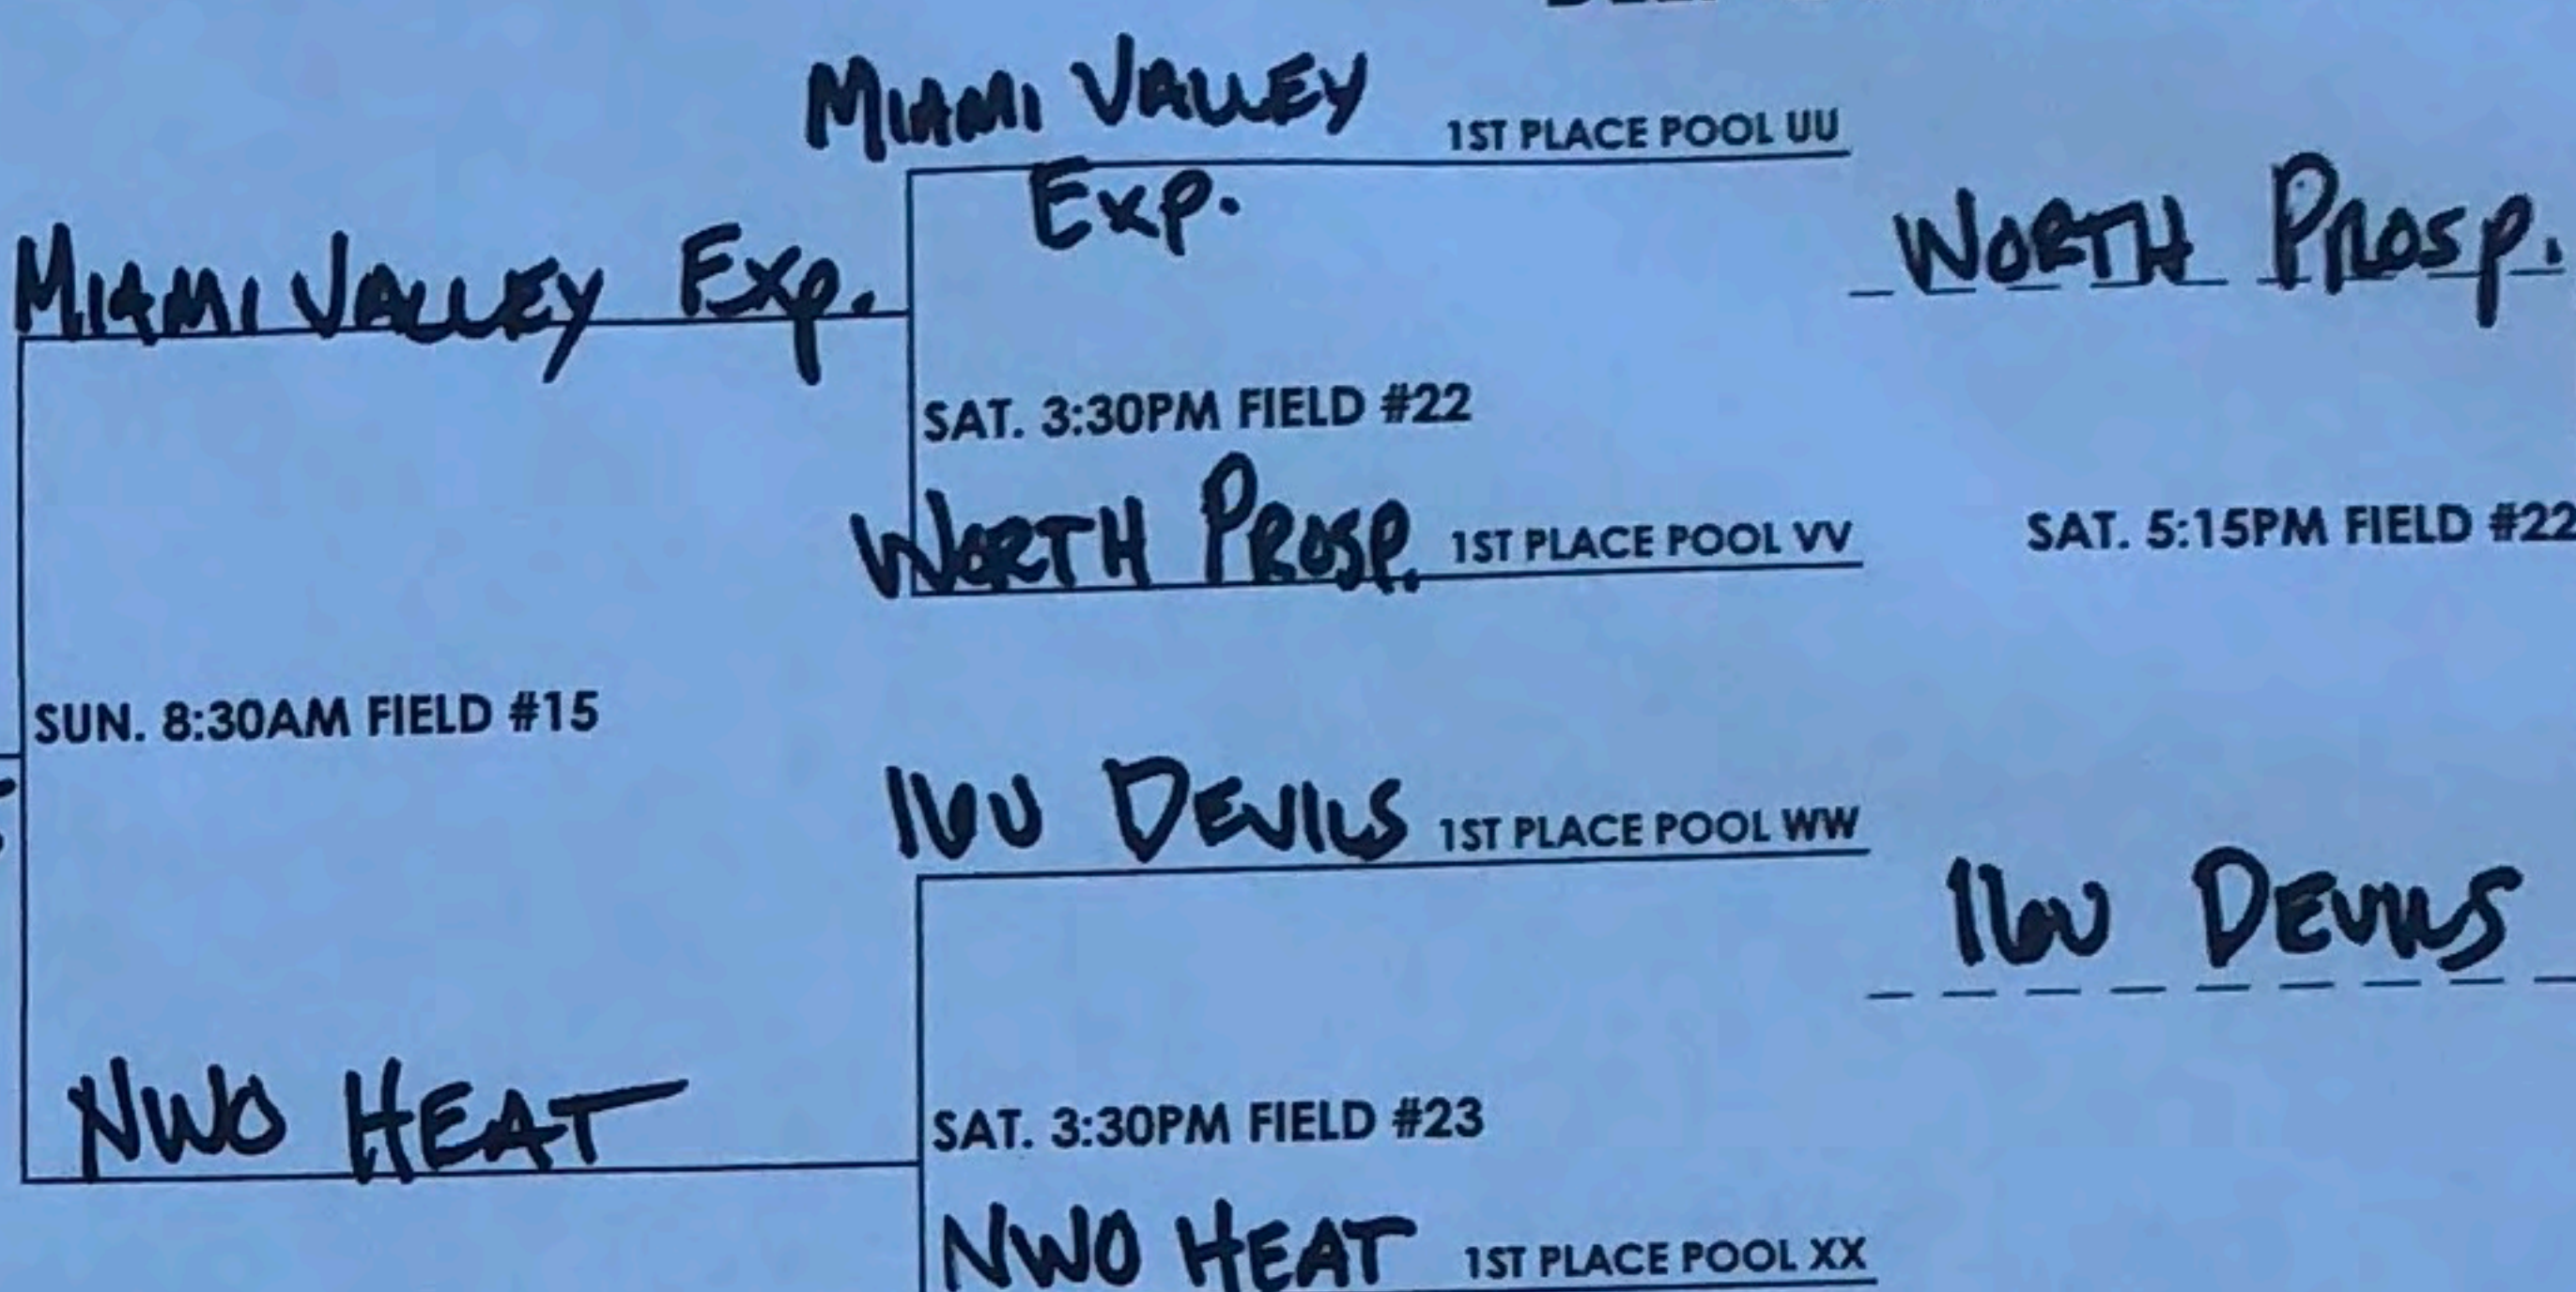 MIAMI VALLEY
1ST PLACE POOL UU
EXP.
WORTH PROSP.
MIAMI VALLEY EXP.
SAT. 3:30PM FIELD #22
WORTH PROSP.
1ST PLACE POOL VV
SAT. 5:15PM FIELD #22
SUN. 8:30AM FIELD #15
16U DEVILS
1ST PLACE POOL WW
16U DEVILS
NWO HEAT
SAT. 3:30PM FIELD #23
NWO HEAT
1ST PLACE POOL XX